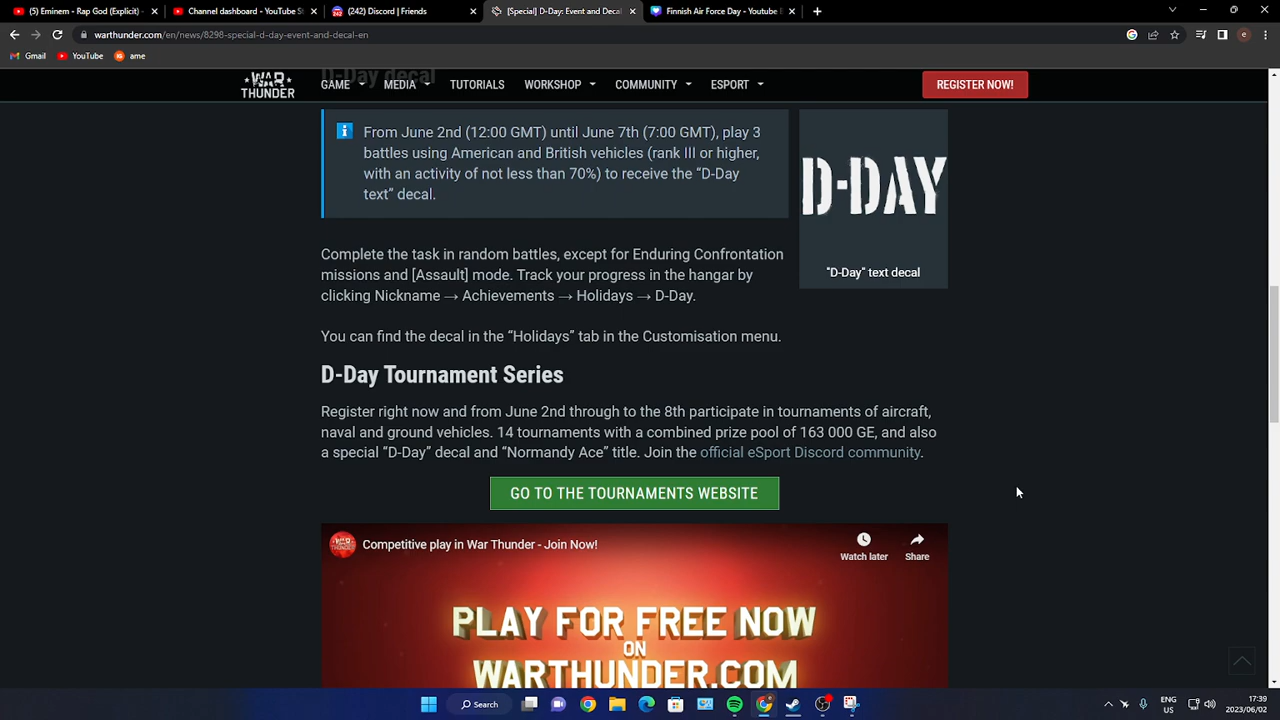 (5) Eminem - Rap God (Explicit) -
Channel dashboard - YouTube S
(242) Discord | Friends
[Special] D-Day: Event and Decal
Finnish Air Force Day - Youtube
warthunder.com/en/news/8298-special-d-day-event-and-decal-en
e
Gmail
YouTube
ame
WAR THUNDER
GAME
MEDIA
TUTORIALS
WORKSHOP
COMMUNITY
ESPORT
REGISTER NOW!
D-Day decal
From June 2nd (12:00 GMT) until June 7th (7:00 GMT), play 3
battles using American and British vehicles (rank III or higher,
with an activity of not less than 70%) to receive the “D-Day
text” decal.
D-DAY
"D-Day" text decal
Complete the task in random battles, except for Enduring Confrontation
missions and [Assault] mode. Track your progress in the hangar by
clicking Nickname → Achievements → Holidays → D-Day.
You can find the decal in the “Holidays” tab in the Customisation menu.
D-Day Tournament Series
Register right now and from June 2nd through to the 8th participate in tournaments of aircraft,
naval and ground vehicles. 14 tournaments with a combined prize pool of 163 000 GE, and also
a special “D-Day” decal and “Normandy Ace” title. Join the official eSport Discord community.
GO TO THE TOURNAMENTS WEBSITE
WAR THUNDER
Competitive play in War Thunder - Join Now!
Watch later
Share
PLAY FOR FREE NOW
ON
WARTHUNDER.COM
Search
ENG
US
17:39
2023/06/02